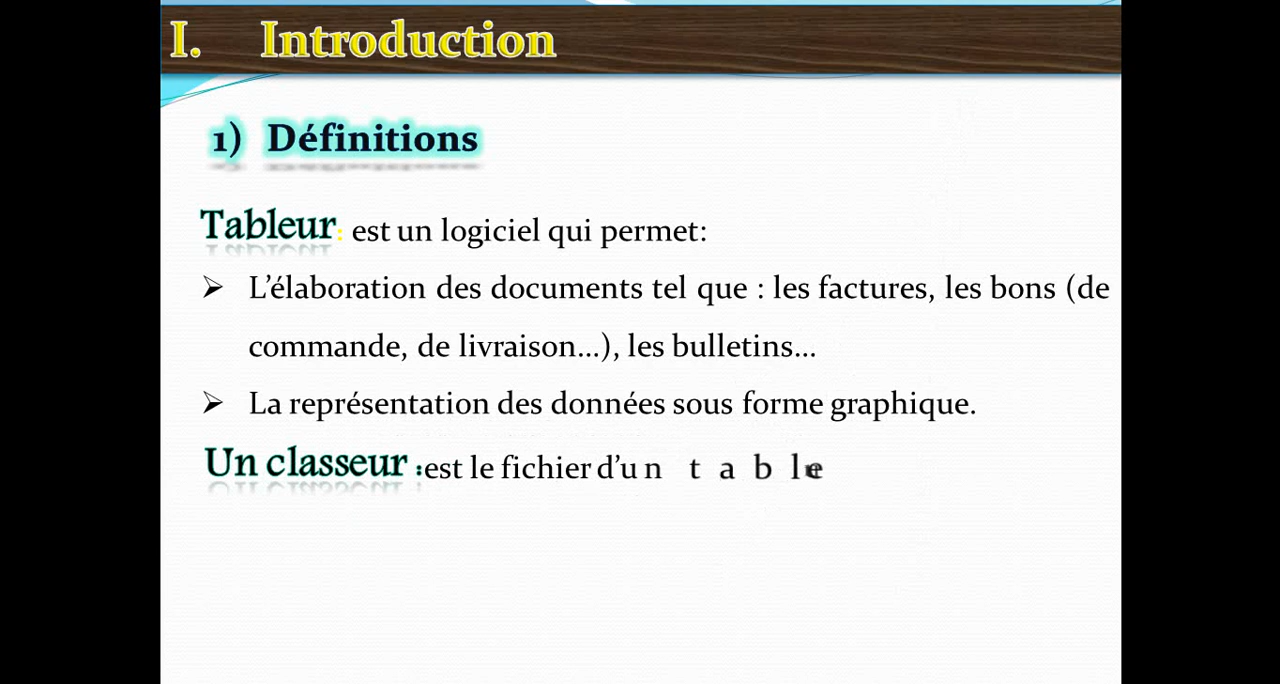 I. Introduction
1) Définitions
Tableur: est un logiciel qui permet:
➢ L'élaboration des documents tel que : les factures, les bons (de
commande, de livraison...), les bulletins...
➢ La représentation des données sous forme graphique.
Un classeur :est le fichier d'un